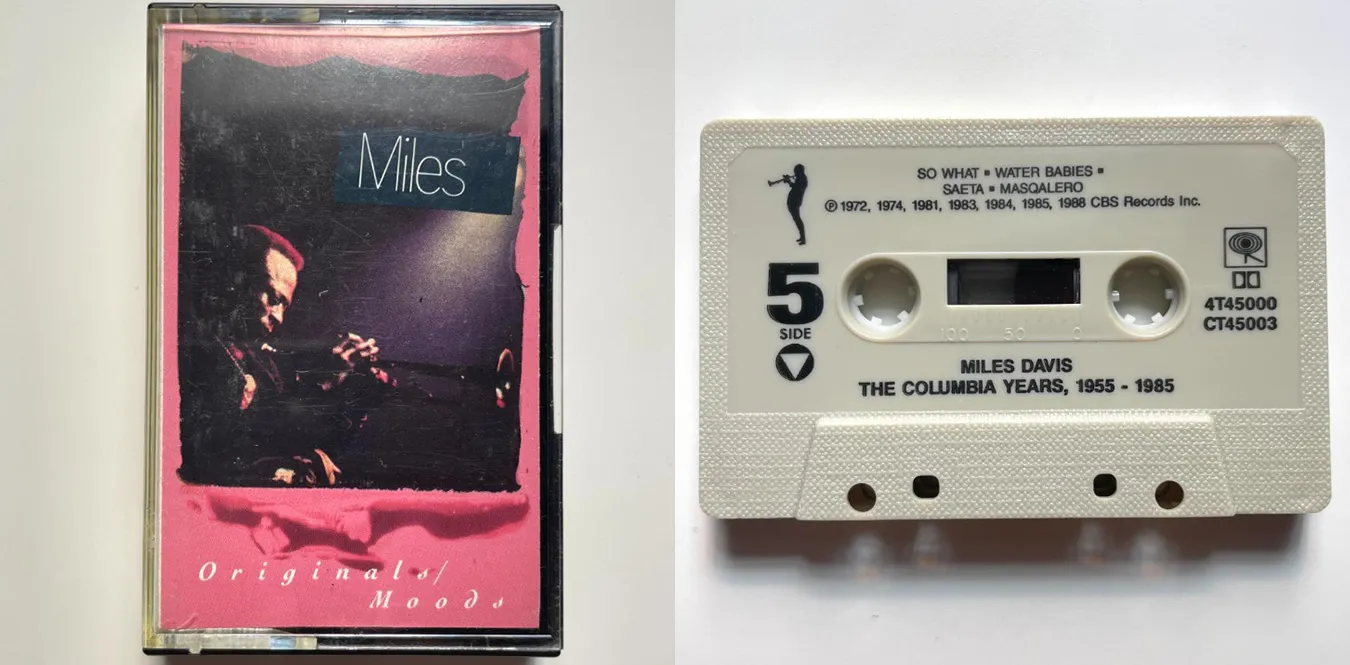 Miles
Originals/
Moods
SO WHAT ▪ WATER BABIES ▪
SAETA ▪ MASQALERO
℗ 1972, 1974, 1981, 1983, 1984, 1985, 1988 CBS Records Inc.
5
SIDE
4T45000
CT45003
100 50 0
MILES DAVIS
THE COLUMBIA YEARS, 1955 - 1985